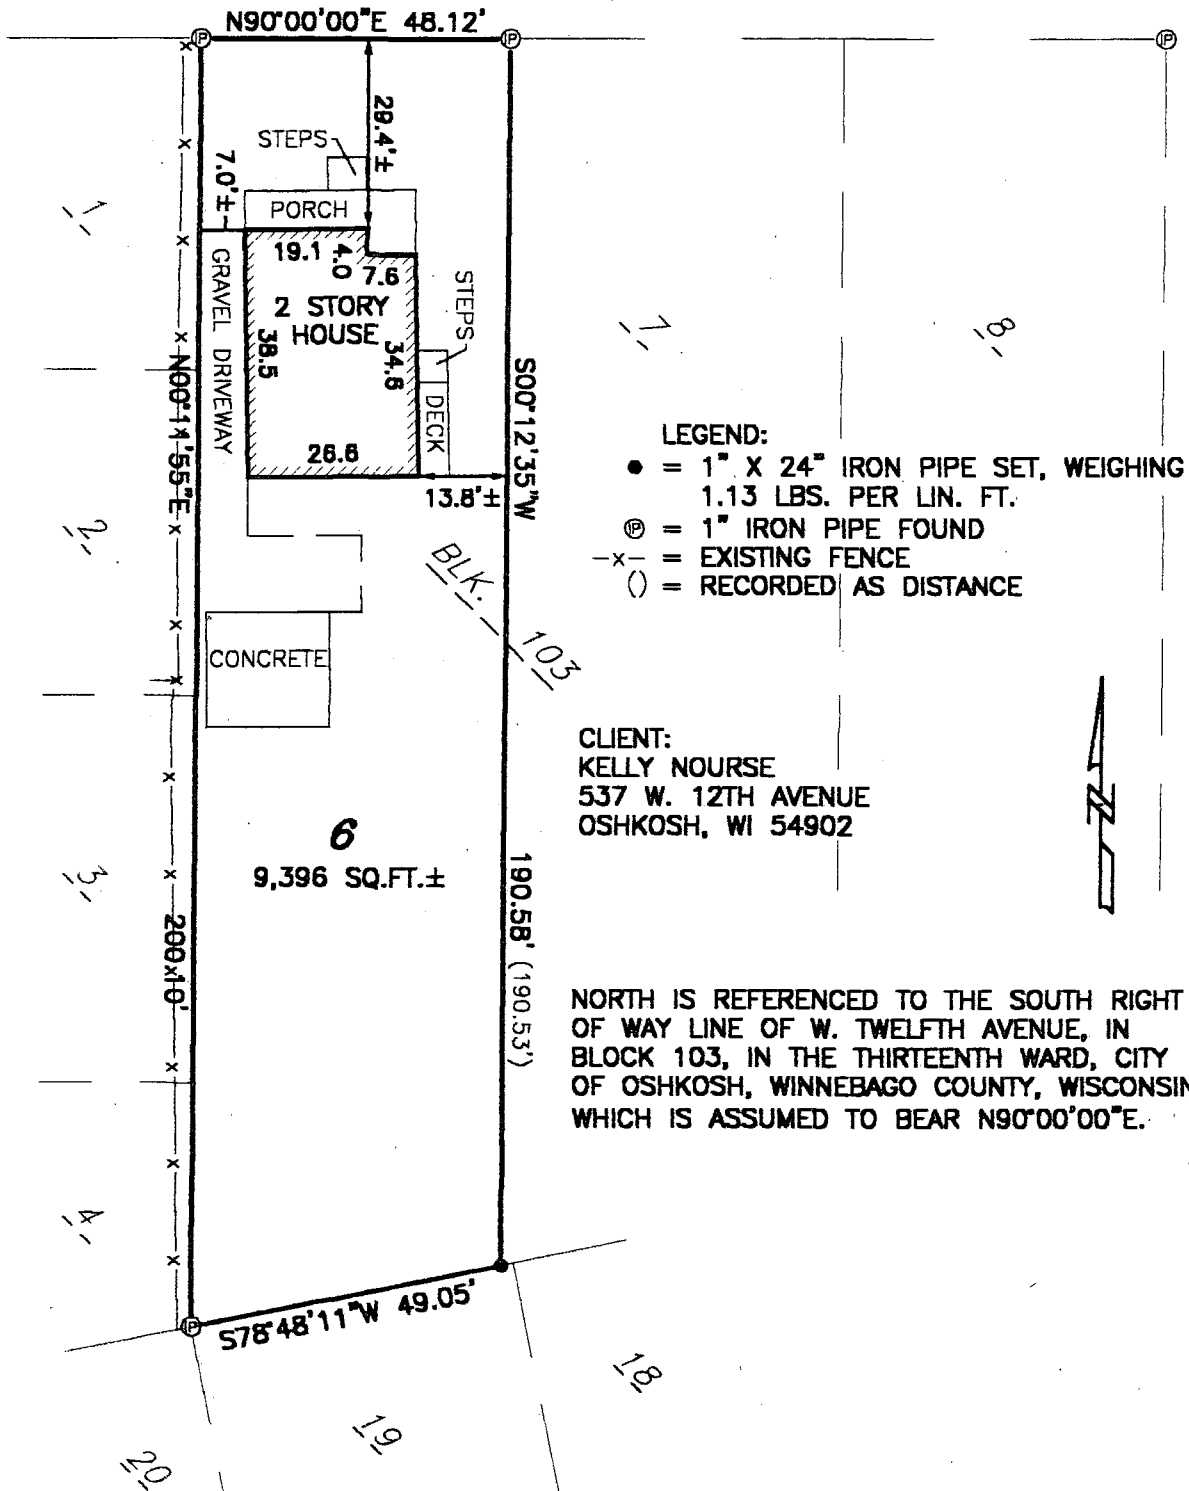 N90°00'00"E 48.12'
IP
IP
IP
29.4'±
STEPS
7.0'±
PORCH
19.1
4.0
7.6
2 STORY
HOUSE
STEPS
GRAVEL DRIVEWAY
38.5
34.6
DECK
26.6
13.8'±
N00°11'55"E
S00°12'35"W
1
2
3
4
7
8
LEGEND:
● = 1" X 24" IRON PIPE SET, WEIGHING
1.13 LBS. PER LIN. FT.
IP = 1" IRON PIPE FOUND
-x- = EXISTING FENCE
() = RECORDED AS DISTANCE
BLK. 103
CONCRETE
CLIENT:
KELLY NOURSE
537 W. 12TH AVENUE
OSHKOSH, WI 54902
N
6
9,396 SQ.FT.±
200.10'
190.58' (190.53')
NORTH IS REFERENCED TO THE SOUTH RIGHT
OF WAY LINE OF W. TWELFTH AVENUE, IN
BLOCK 103, IN THE THIRTEENTH WARD, CITY
OF OSHKOSH, WINNEBAGO COUNTY, WISCONSIN
WHICH IS ASSUMED TO BEAR N90°00'00"E.
IP
S78°48'11"W 49.05'
18
19
20